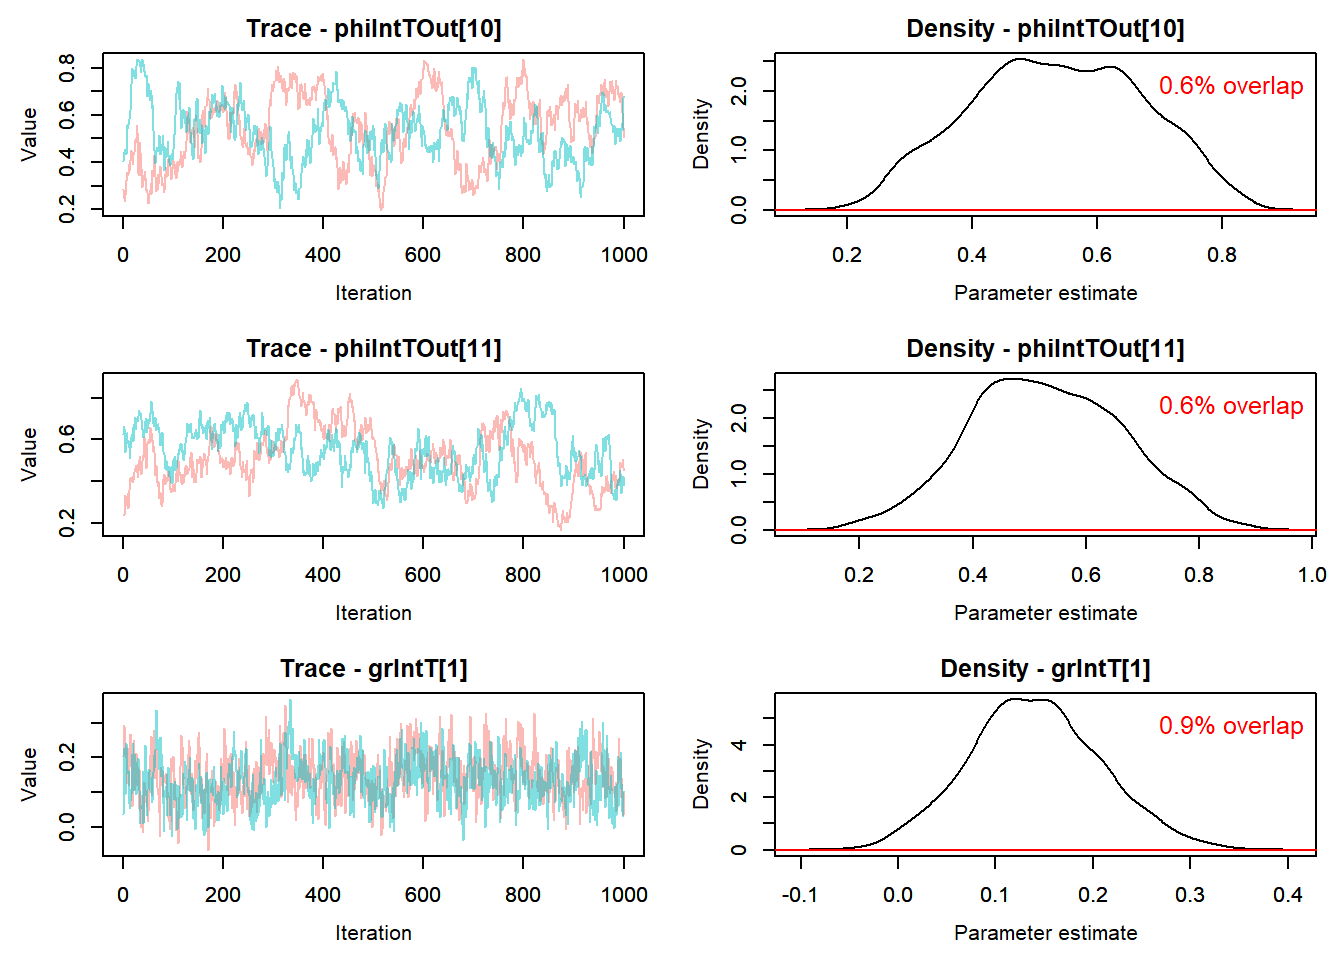 Trace - phiIntTOut[10]
Value
0.2 0.4 0.6 0.8
0 200 400 600 800 1000
Iteration
Density - phiIntTOut[10]
0.6% overlap
Density
0.0 1.0 2.0
0.2 0.4 0.6 0.8
Parameter estimate
Trace - phiIntTOut[11]
Value
0.2 0.6
0 200 400 600 800 1000
Iteration
Density - phiIntTOut[11]
0.6% overlap
Density
0.0 1.0 2.0
0.2 0.4 0.6 0.8 1.0
Parameter estimate
Trace - grIntT[1]
Value
0.0 0.2
0 200 400 600 800 1000
Iteration
Density - grIntT[1]
0.9% overlap
Density
0 2 4
-0.1 0.0 0.1 0.2 0.3 0.4
Parameter estimate